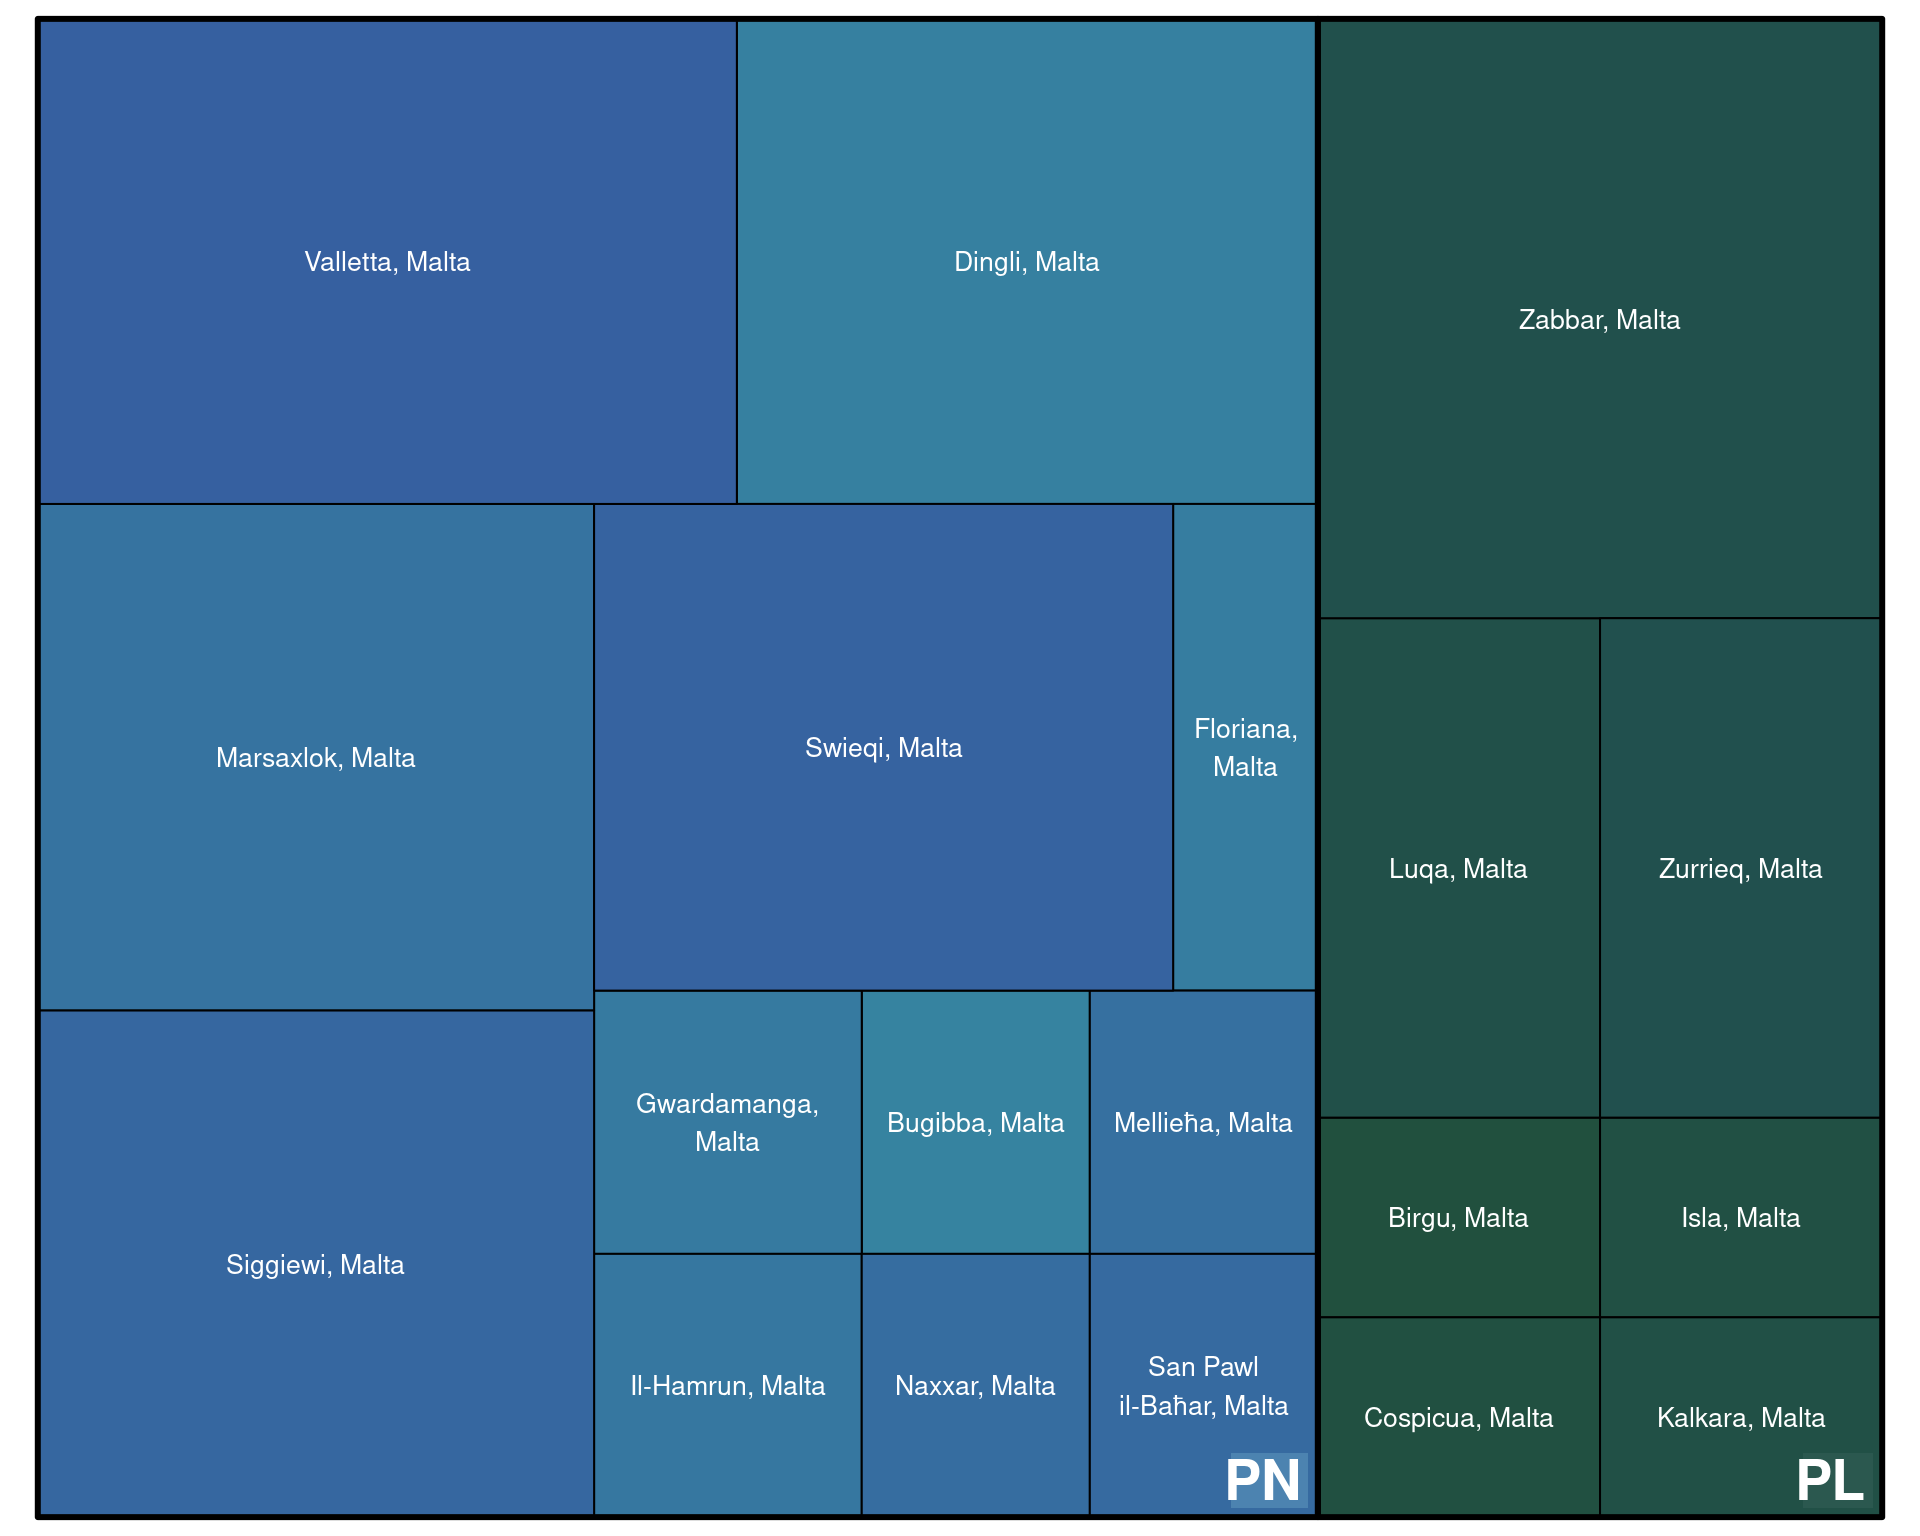 Valletta, Malta
Dingli, Malta
Zabbar, Malta
Marsaxlok, Malta
Swieqi, Malta
Floriana,
Malta
Luqa, Malta
Zurrieq, Malta
Siggiewi, Malta
Gwardamanga,
Malta
Bugibba, Malta
Mellieħa, Malta
Birgu, Malta
Isla, Malta
Il-Hamrun, Malta
Naxxar, Malta
San Pawl
il-Baħar, Malta
Cospicua, Malta
Kalkara, Malta
PN
PL